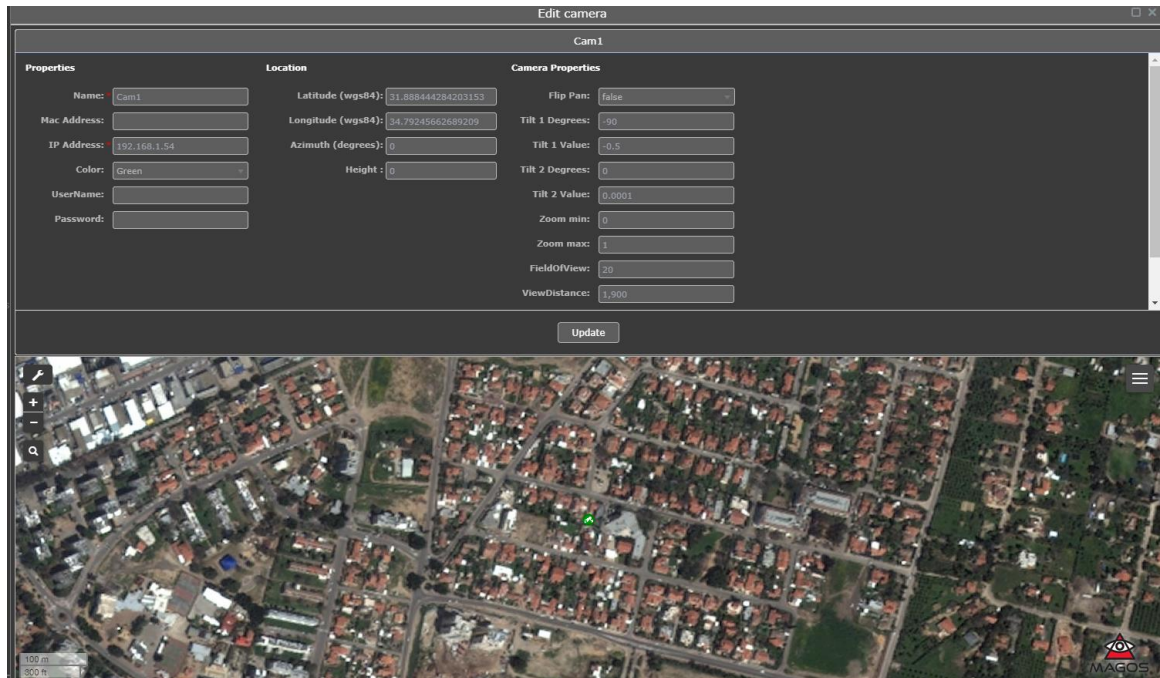 Edit camera
Cam1
Properties
Name:* Cam1
Mac Address:
IP Address:* 192.168.1.54
Color: Green
UserName:
Password:
Location
Latitude (wgs84): 31.888444284203153
Longitude (wgs84): 34.79245662689209
Azimuth (degrees): 0
Height : 0
Camera Properties
Flip Pan: false
Tilt 1 Degrees: -90
Tilt 1 Value: -0.5
Tilt 2 Degrees: 0
Tilt 2 Value: 0.0001
Zoom min: 0
Zoom max: 1
FieldOfView: 20
ViewDistance: 1,900
Update
+
−
100 m
300 ft
MAGOS